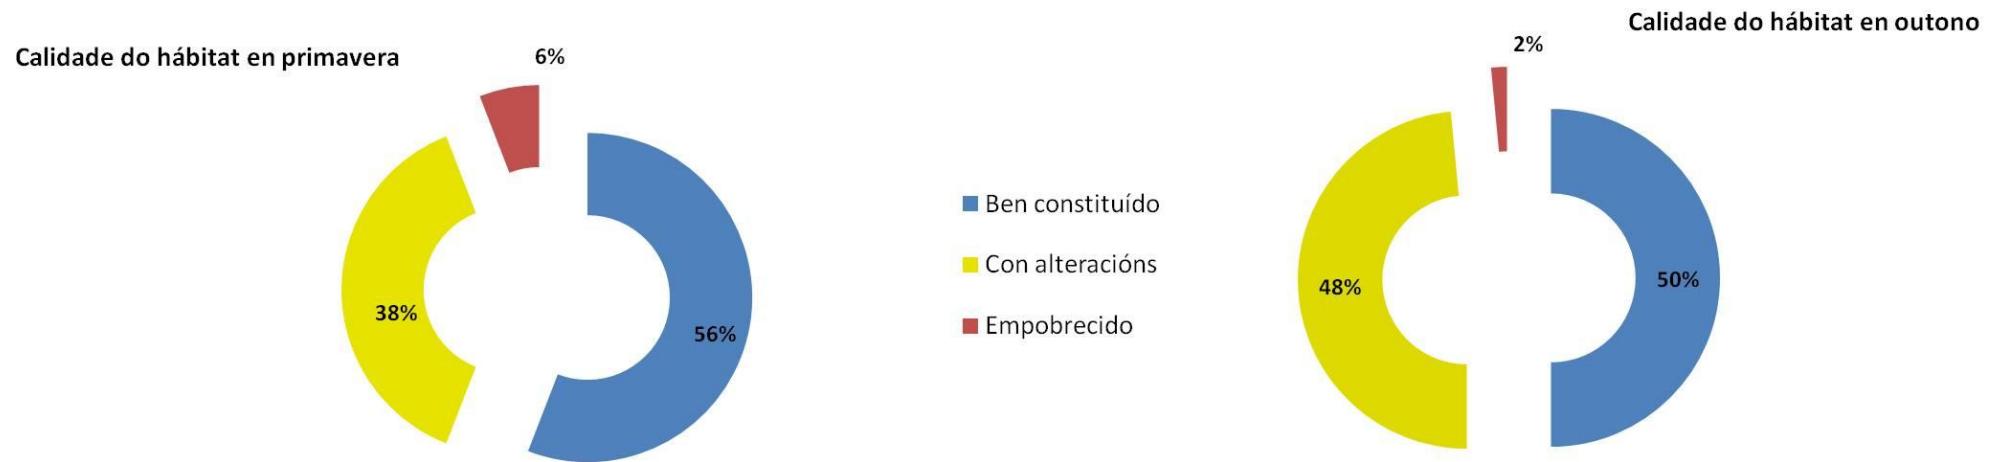 Calidade do hábitat en primavera
6%
38%
56%
Ben constituído
Con alteracións
Empobrecido
Calidade do hábitat en outono
2%
48%
50%